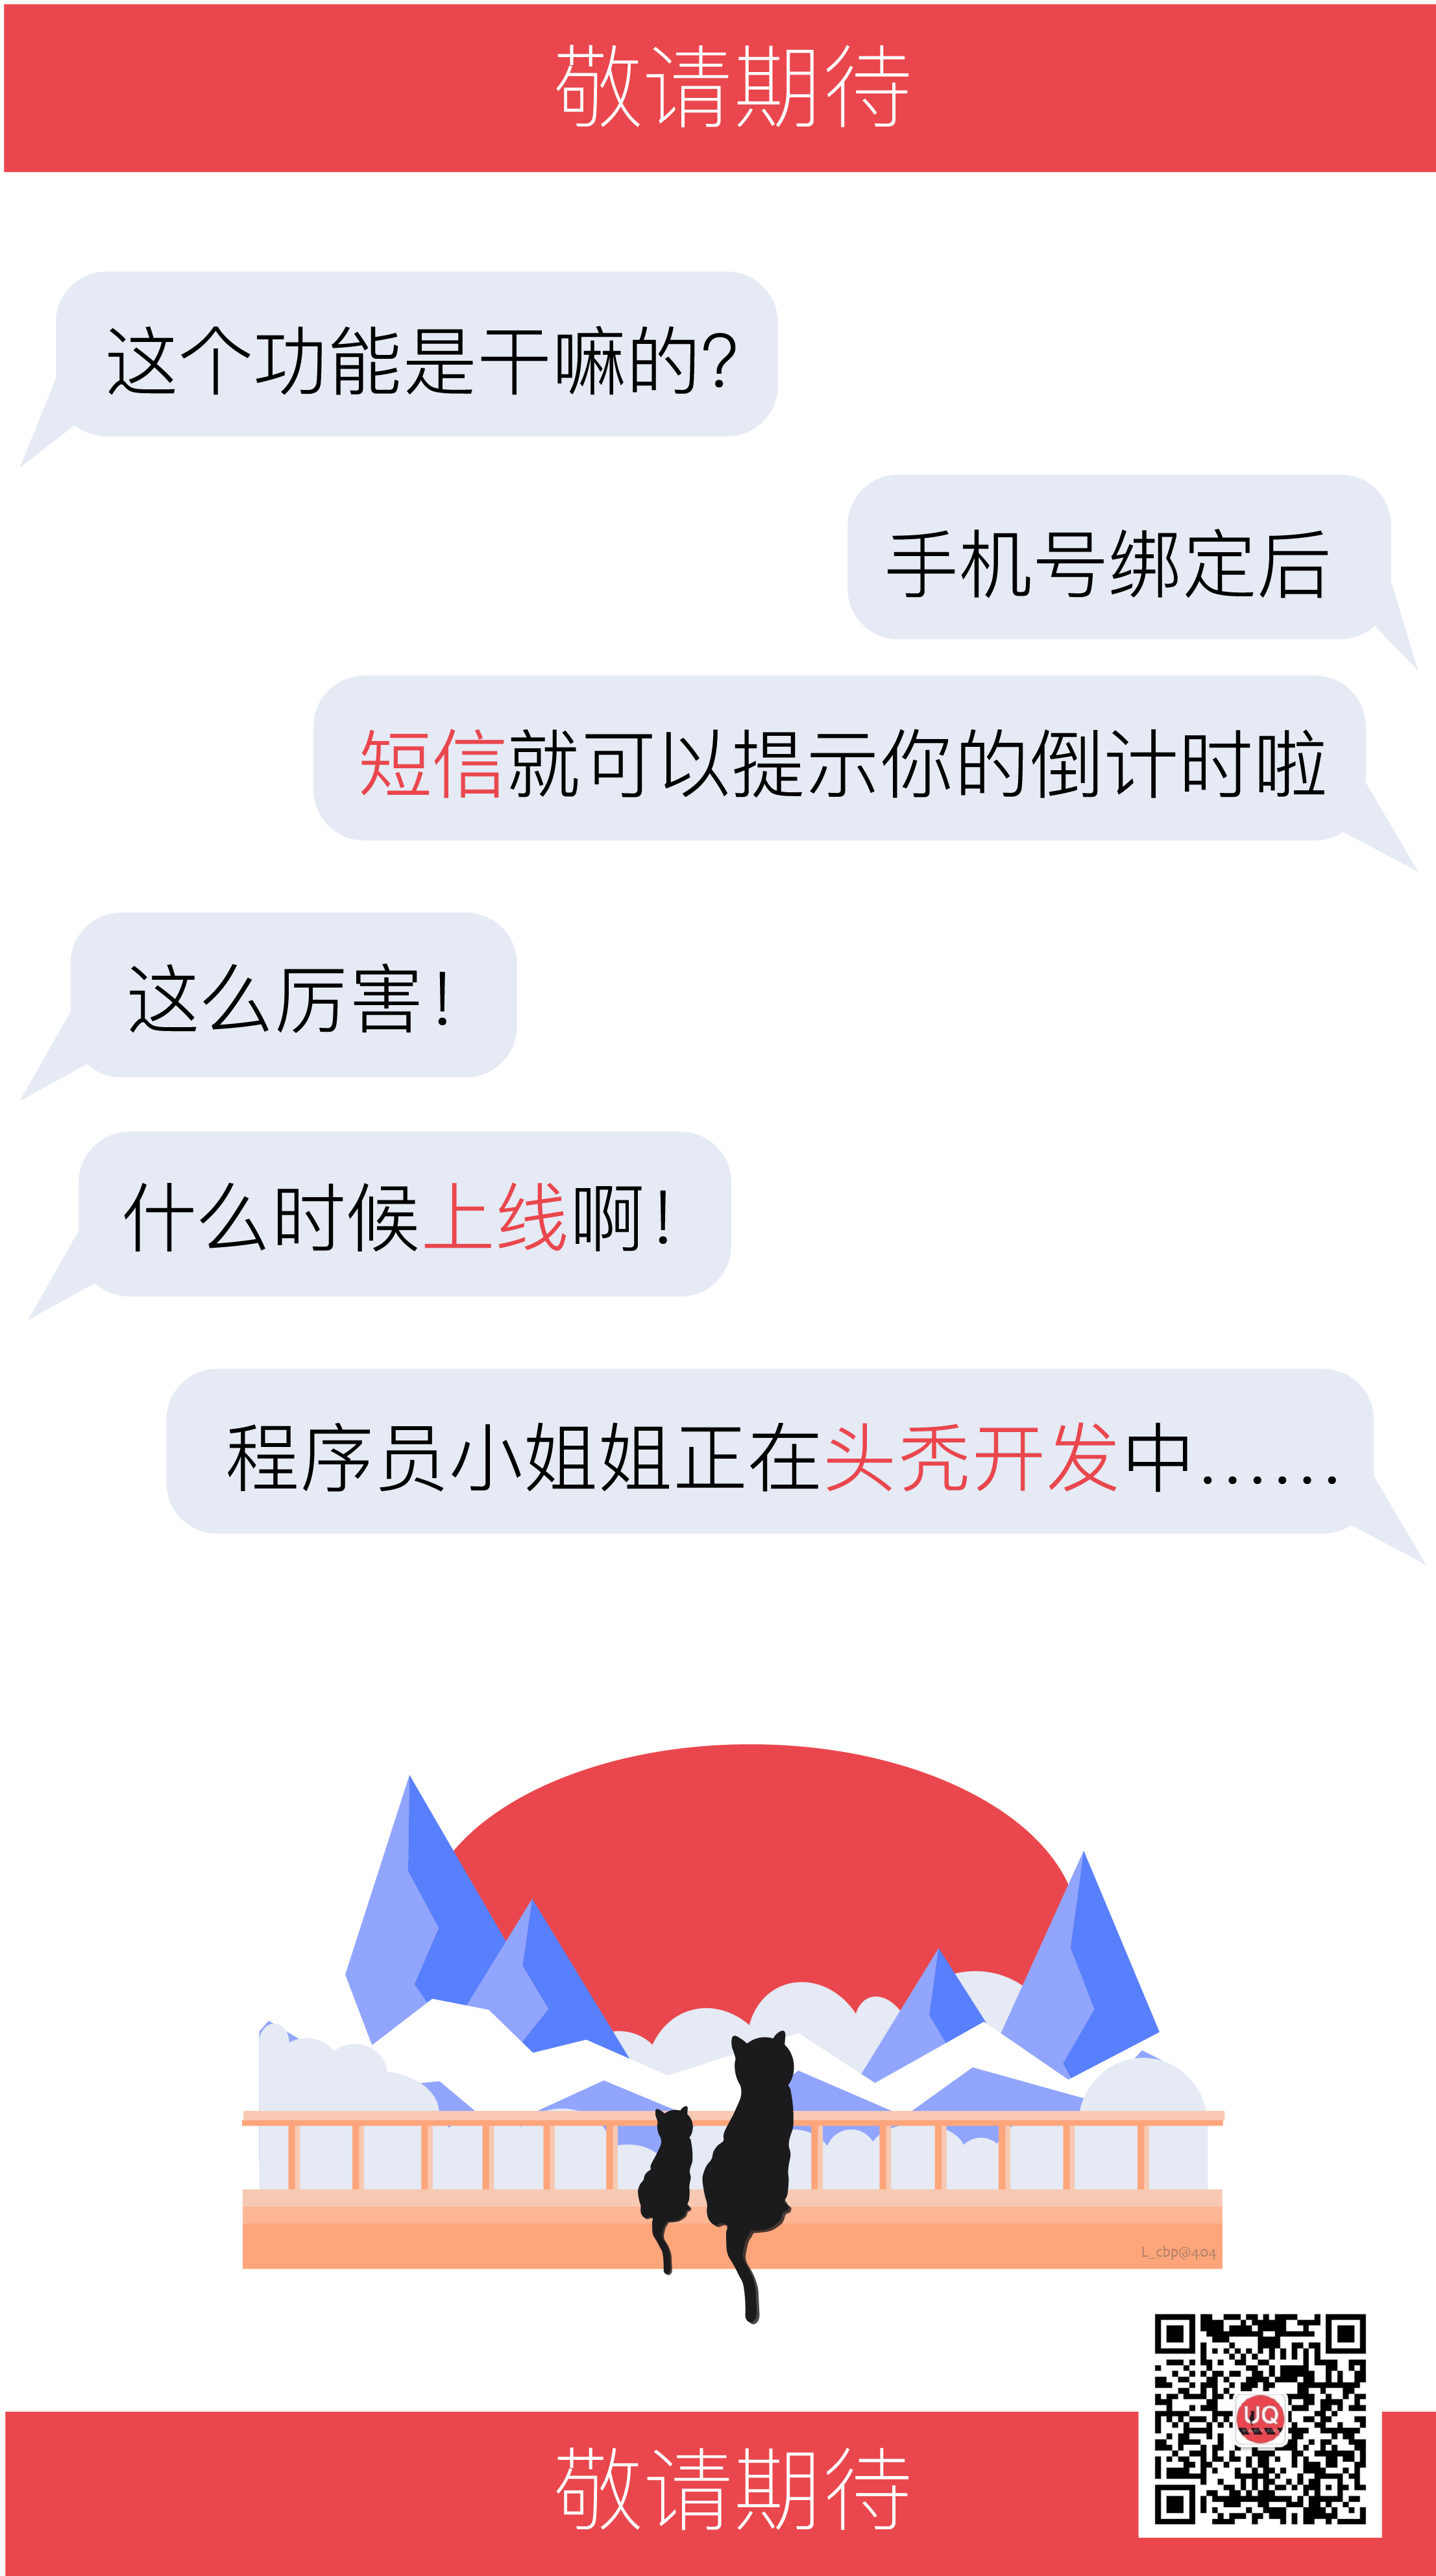 敬请期待
这个功能是干嘛的?
手机号绑定后
短信就可以提示你的倒计时啦
这么厉害!
什么时候上线啊!
程序员小姐姐正在头秃开发中......
L_cbp@404
UQ
敬请期待